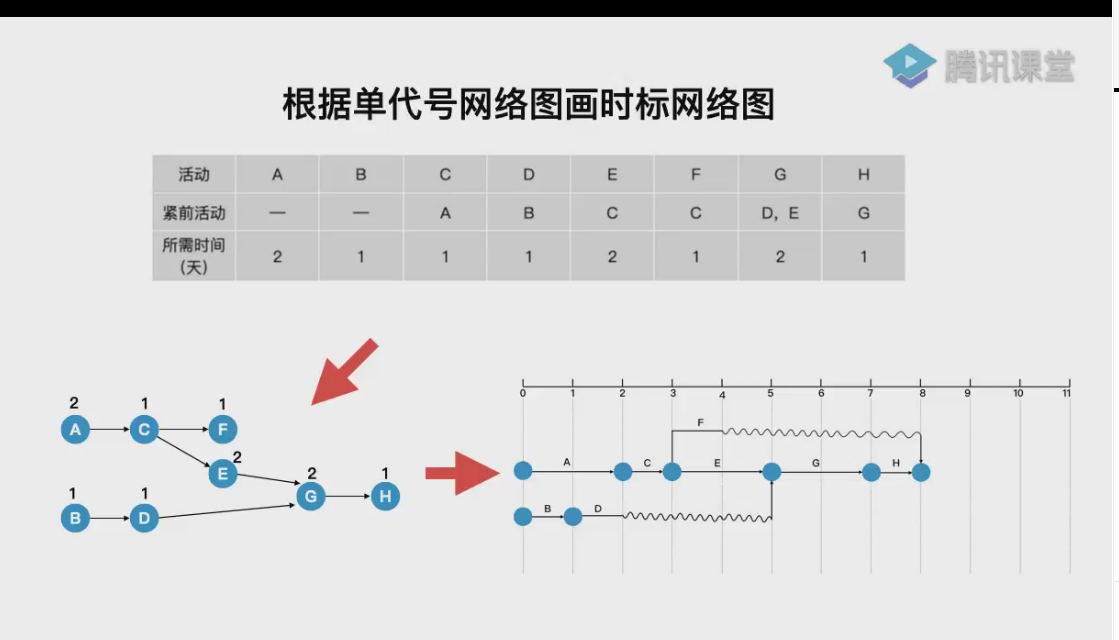 腾讯课堂
根据单代号网络图画时标网络图
活动 A B C D E F G H
紧前活动 — — A B C C D，E G
所需时间
(天) 2 1 1 1 2 1 2 1
2 1 1
A C F
2
E
2 1
G H
1 1
B D
0 1 2 3 4 5 6 7 8 9 10 11
F
A C E G H
B D